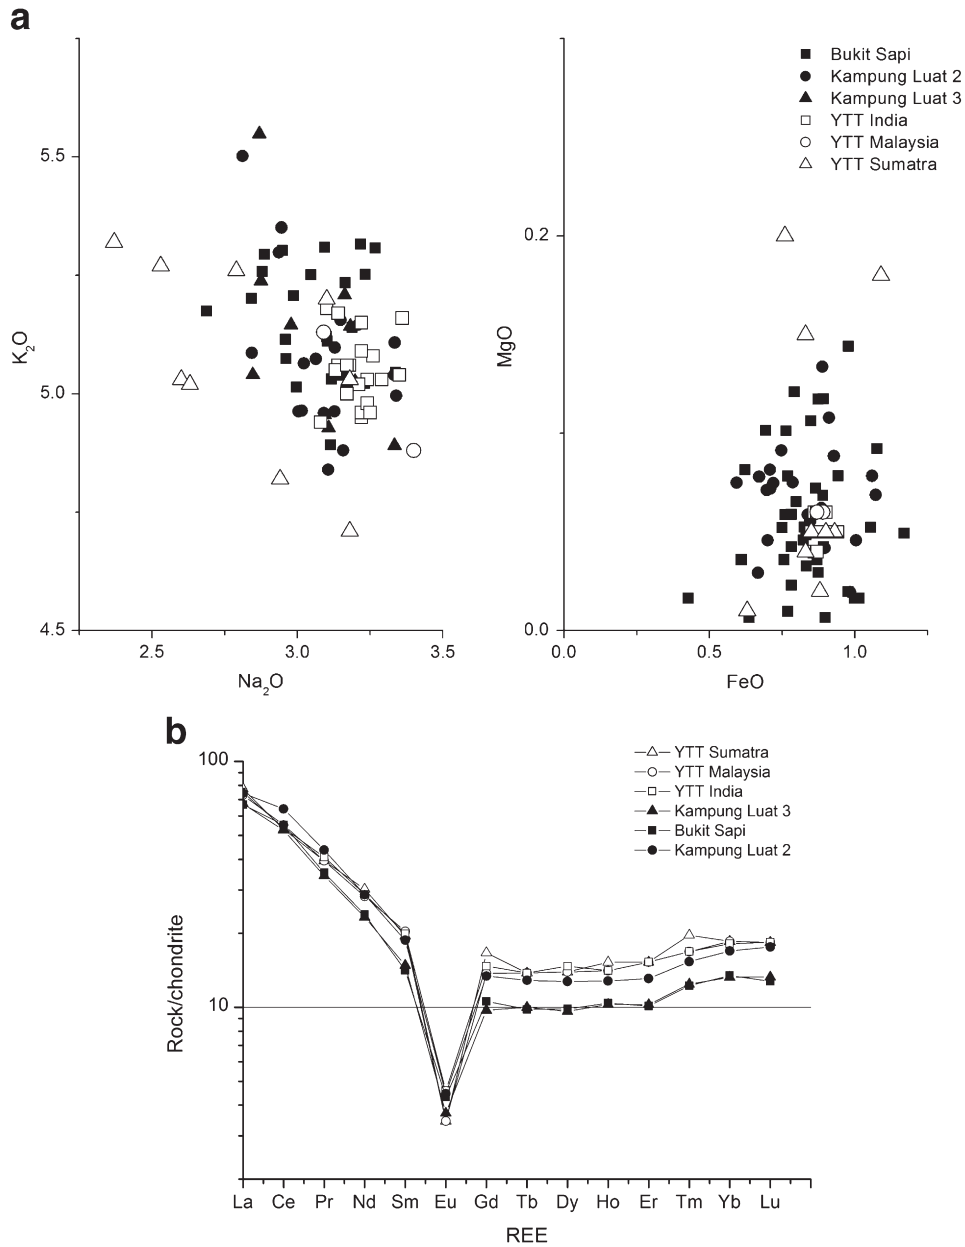 a
5.5
5.0
4.5
K2O
2.5
3.0
3.5
Na2O
0.2
0.0
MgO
0.0
0.5
1.0
FeO
Bukit Sapi
Kampung Luat 2
Kampung Luat 3
YTT India
YTT Malaysia
YTT Sumatra
b
100
10
Rock/chondrite
YTT Sumatra
YTT Malaysia
YTT India
Kampung Luat 3
Bukit Sapi
Kampung Luat 2
La Ce Pr Nd Sm Eu Gd Tb Dy Ho Er Tm Yb Lu
REE